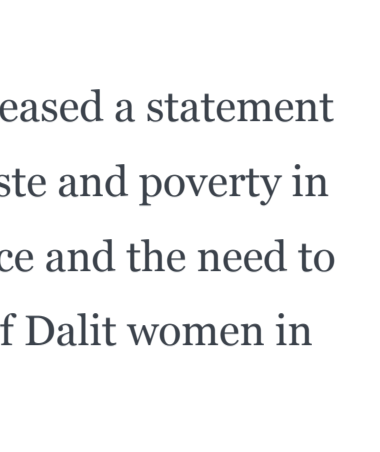 eased a statement
ste and poverty in
ce and the need to
f Dalit women in